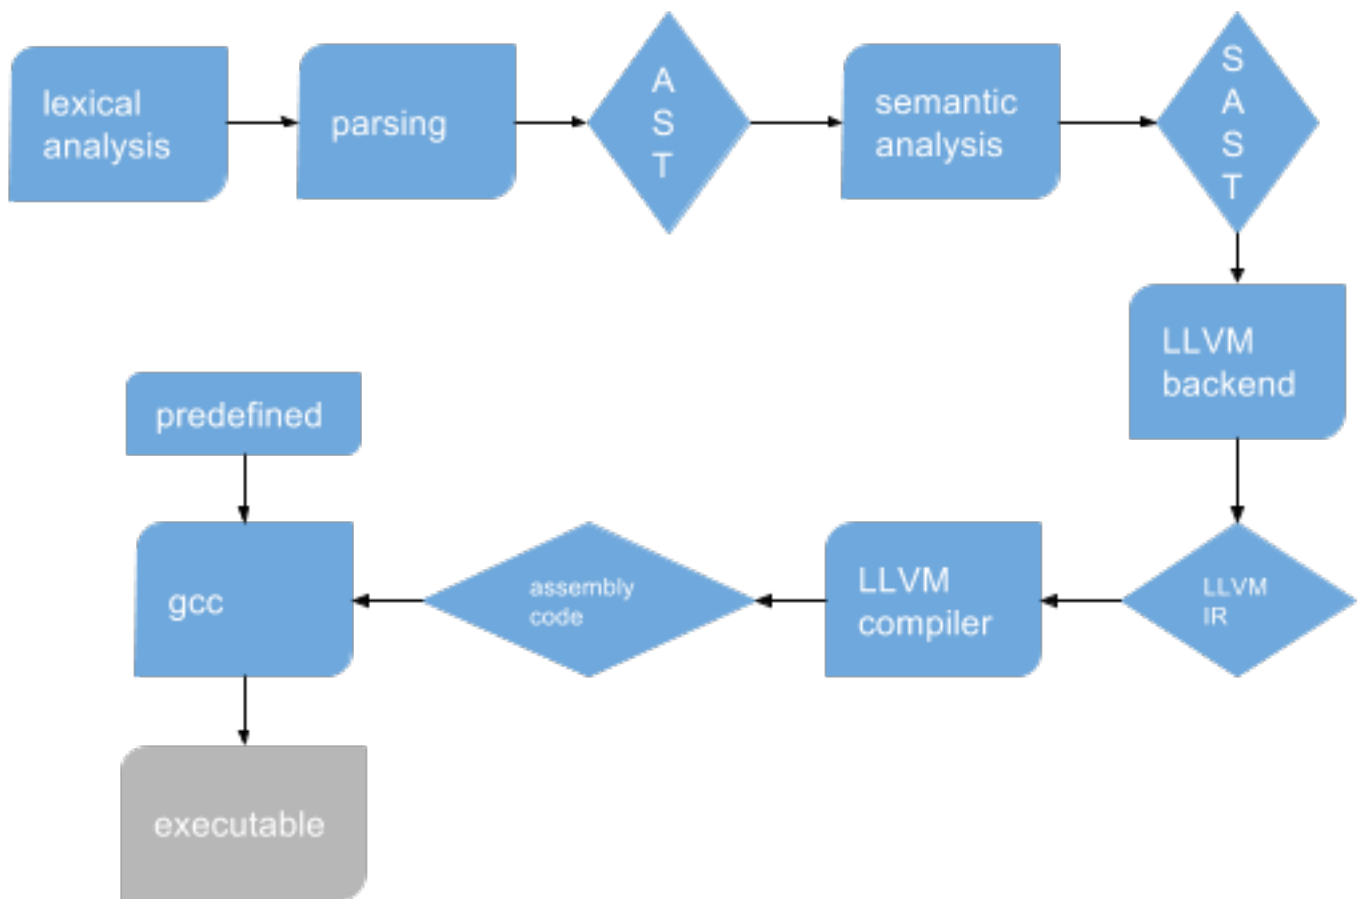 lexical
analysis
parsing
A
S
T
semantic
analysis
S
A
S
T
LLVM
backend
predefined
gcc
assembly
code
LLVM
compiler
LLVM
IR
executable